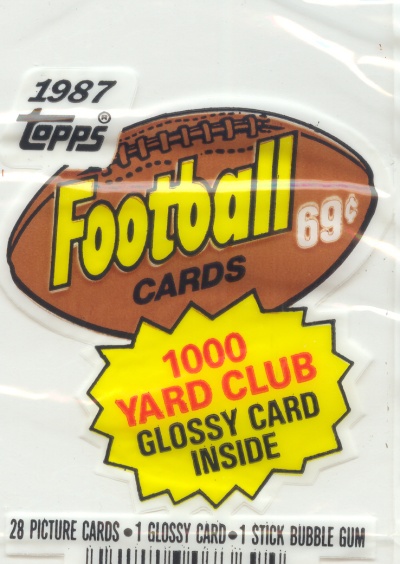 1987
topps®
Football
69¢
CARDS
1000
YARD CLUB
GLOSSY CARD
INSIDE
28 PICTURE CARDS • 1 GLOSSY CARD • 1 STICK BUBBLE GUM